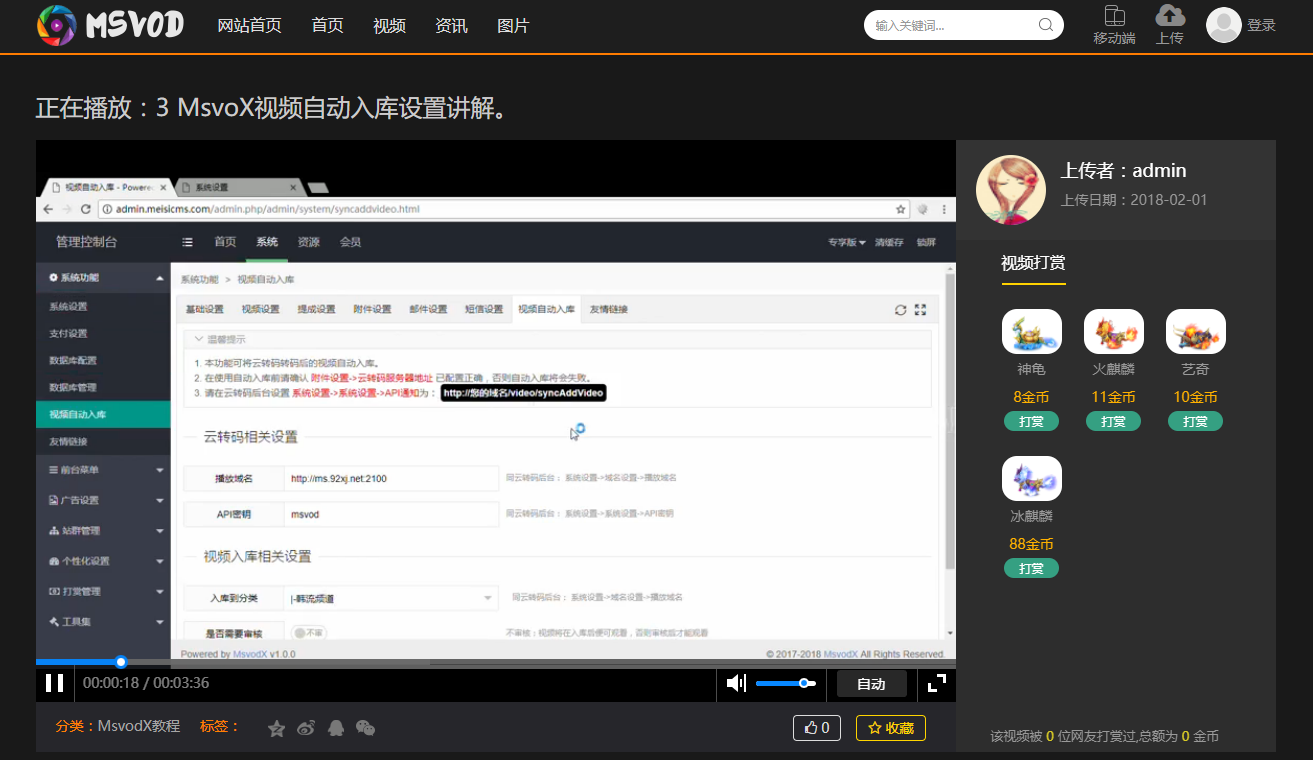 MSVOD 网站首页 首页 视频 资讯 图片 输入关键词... 移动端 上传 登录
正在播放：3 MsvoX视频自动入库设置讲解。
视频自动入库 - Powere 系统设置
admin.meisicms.com/admin.php/admin/system/syncaddvideo.html
管理控制台 首页 系统 资源 会员 专享版 清缓存 锁屏
系统功能
系统设置
支付设置
数据库配置
数据库管理
视频自动入库
友情链接
前台菜单
广告设置
站群管理
个性化设置
打赏管理
工具集
系统功能 > 视频自动入库
基础设置 视频设置 提成设置 附件设置 邮件设置 短信设置 视频自动入库 友情链接
温馨提示
1. 本功能可将云转码转码后的视频自动入库。
2. 在使用自动入库前请确认 附件设置->云转码服务器地址 已配置正确，否则自动入库将会失败。
3. 请在云转码后台设置 系统设置->系统设置->API通知为： http://您的域名/video/syncAddVideo
云转码相关设置
播放域名 http://ms.92xj.net:2100 同云转码后台： 系统设置->域名设置->播放域名
API密钥 msvod 同云转码后台： 系统设置->系统设置->API密钥
视频入库相关设置
入库到分类 |-韩流频道 同云转码后台： 系统设置->域名设置->播放域名
是否需要审核 不审 不审核：视频将在入库后便可观看，否则审核后才能观看
Powered by MsvodX v1.0.0 © 2017-2018 MsvodX All Rights Reserved.
00:00:18 / 00:03:36 自动
分类：MsvodX教程 标签： 0 收藏
上传者：admin
上传日期：2018-02-01
视频打赏
神龟 火麒麟 艺奇
8金币 11金币 10金币
打赏 打赏 打赏
冰麒麟
88金币
打赏
该视频被 0 位网友打赏过,总额为 0 金币